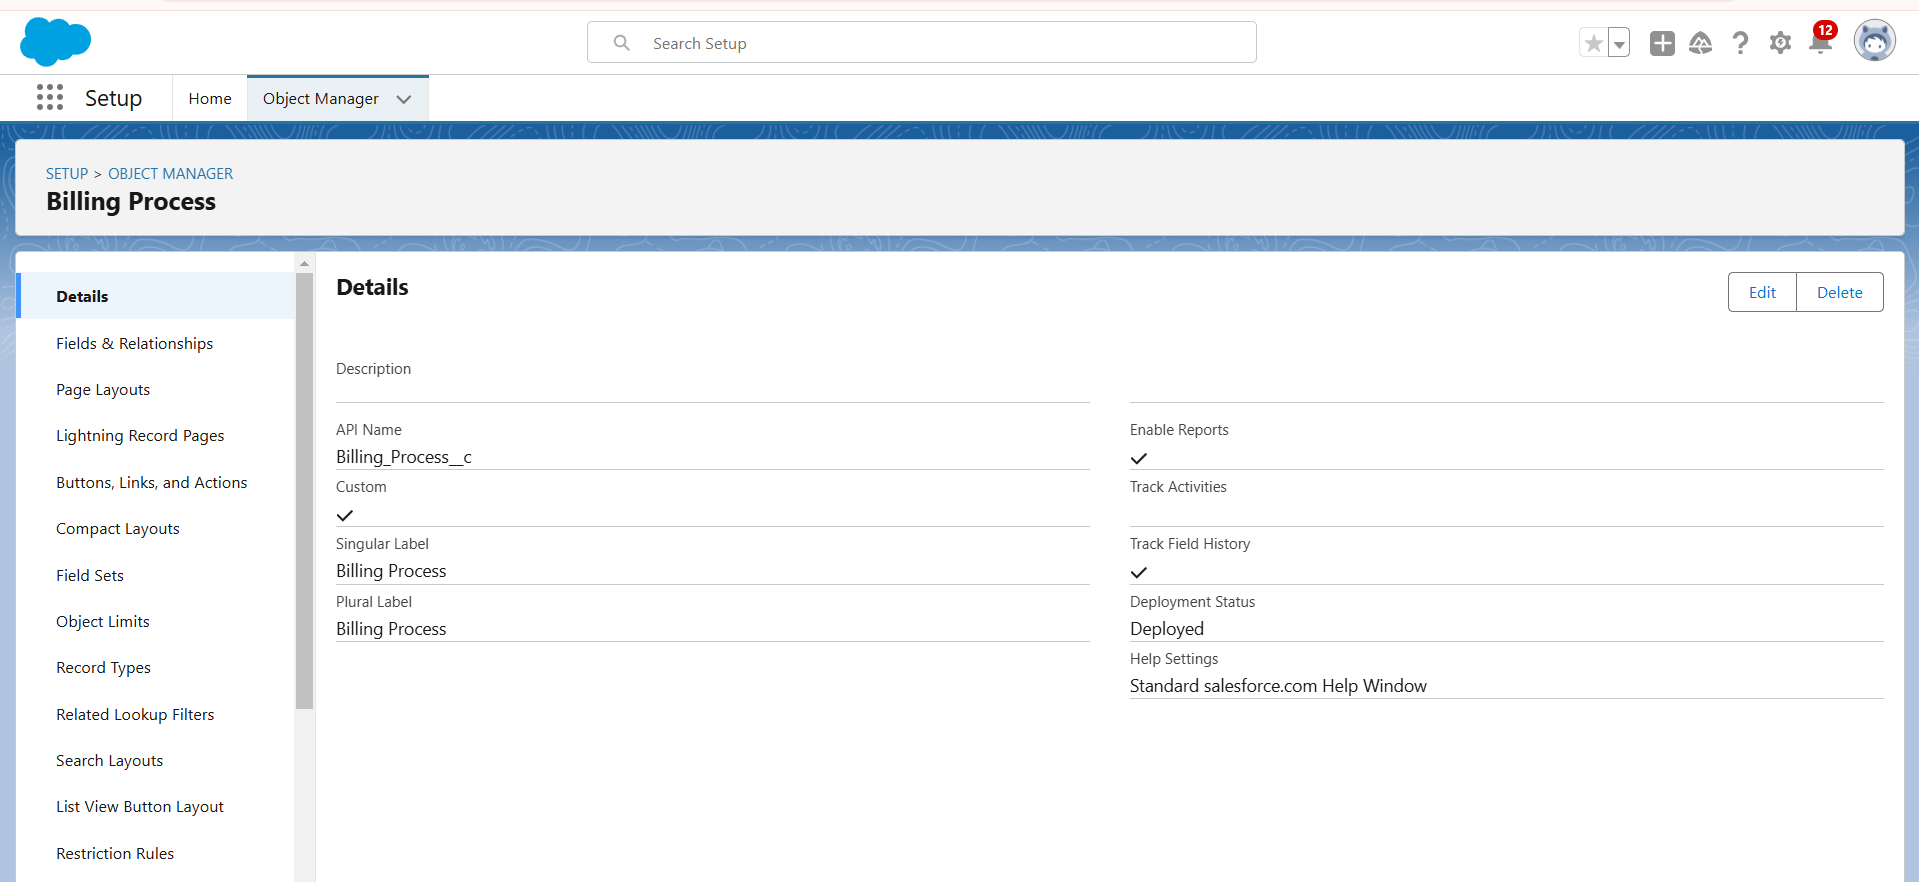 Search Setup
12
Setup
Home
Object Manager
SETUP > OBJECT MANAGER
Billing Process
Details
Fields & Relationships
Page Layouts
Lightning Record Pages
Buttons, Links, and Actions
Compact Layouts
Field Sets
Object Limits
Record Types
Related Lookup Filters
Search Layouts
List View Button Layout
Restriction Rules
Details
Edit
Delete
Description
API Name
Billing_Process__c
Custom
Singular Label
Billing Process
Plural Label
Billing Process
Enable Reports
Track Activities
Track Field History
Deployment Status
Deployed
Help Settings
Standard salesforce.com Help Window